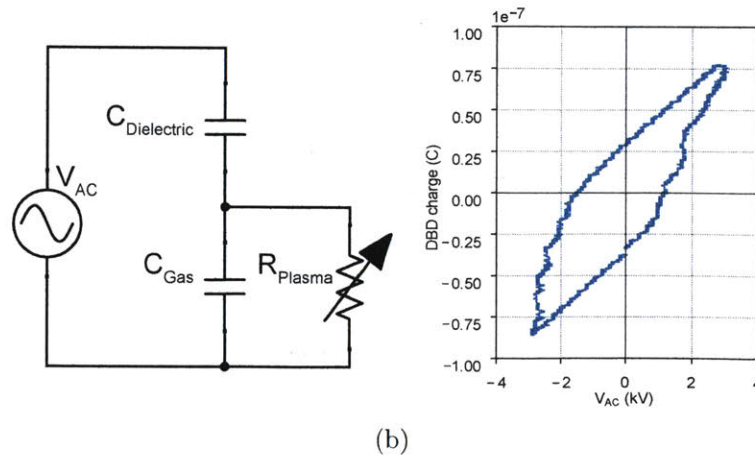 V_AC
C_Dielectric
C_Gas
R_Plasma
1e-7
1.00
0.75
0.50
0.25
0.00
-0.25
-0.50
-0.75
-1.00
DBD charge (C)
-4
-2
0
2
4
V_AC (kV)
(b)